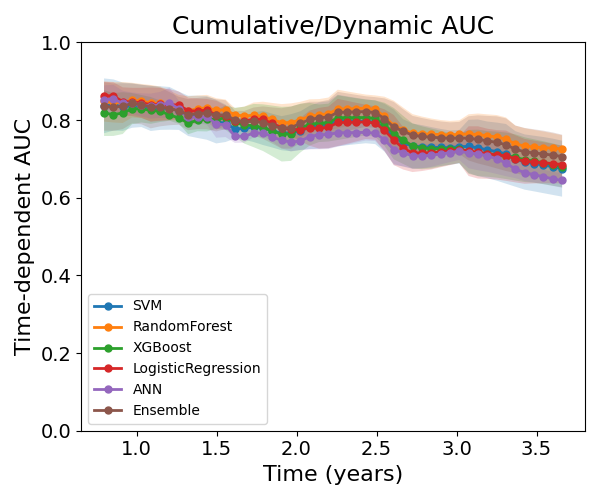 Cumulative/Dynamic AUC
Time-dependent AUC
1.0
0.8
0.6
0.4
0.2
0.0
SVM
RandomForest
XGBoost
LogisticRegression
ANN
Ensemble
1.0 1.5 2.0 2.5 3.0 3.5
Time (years)